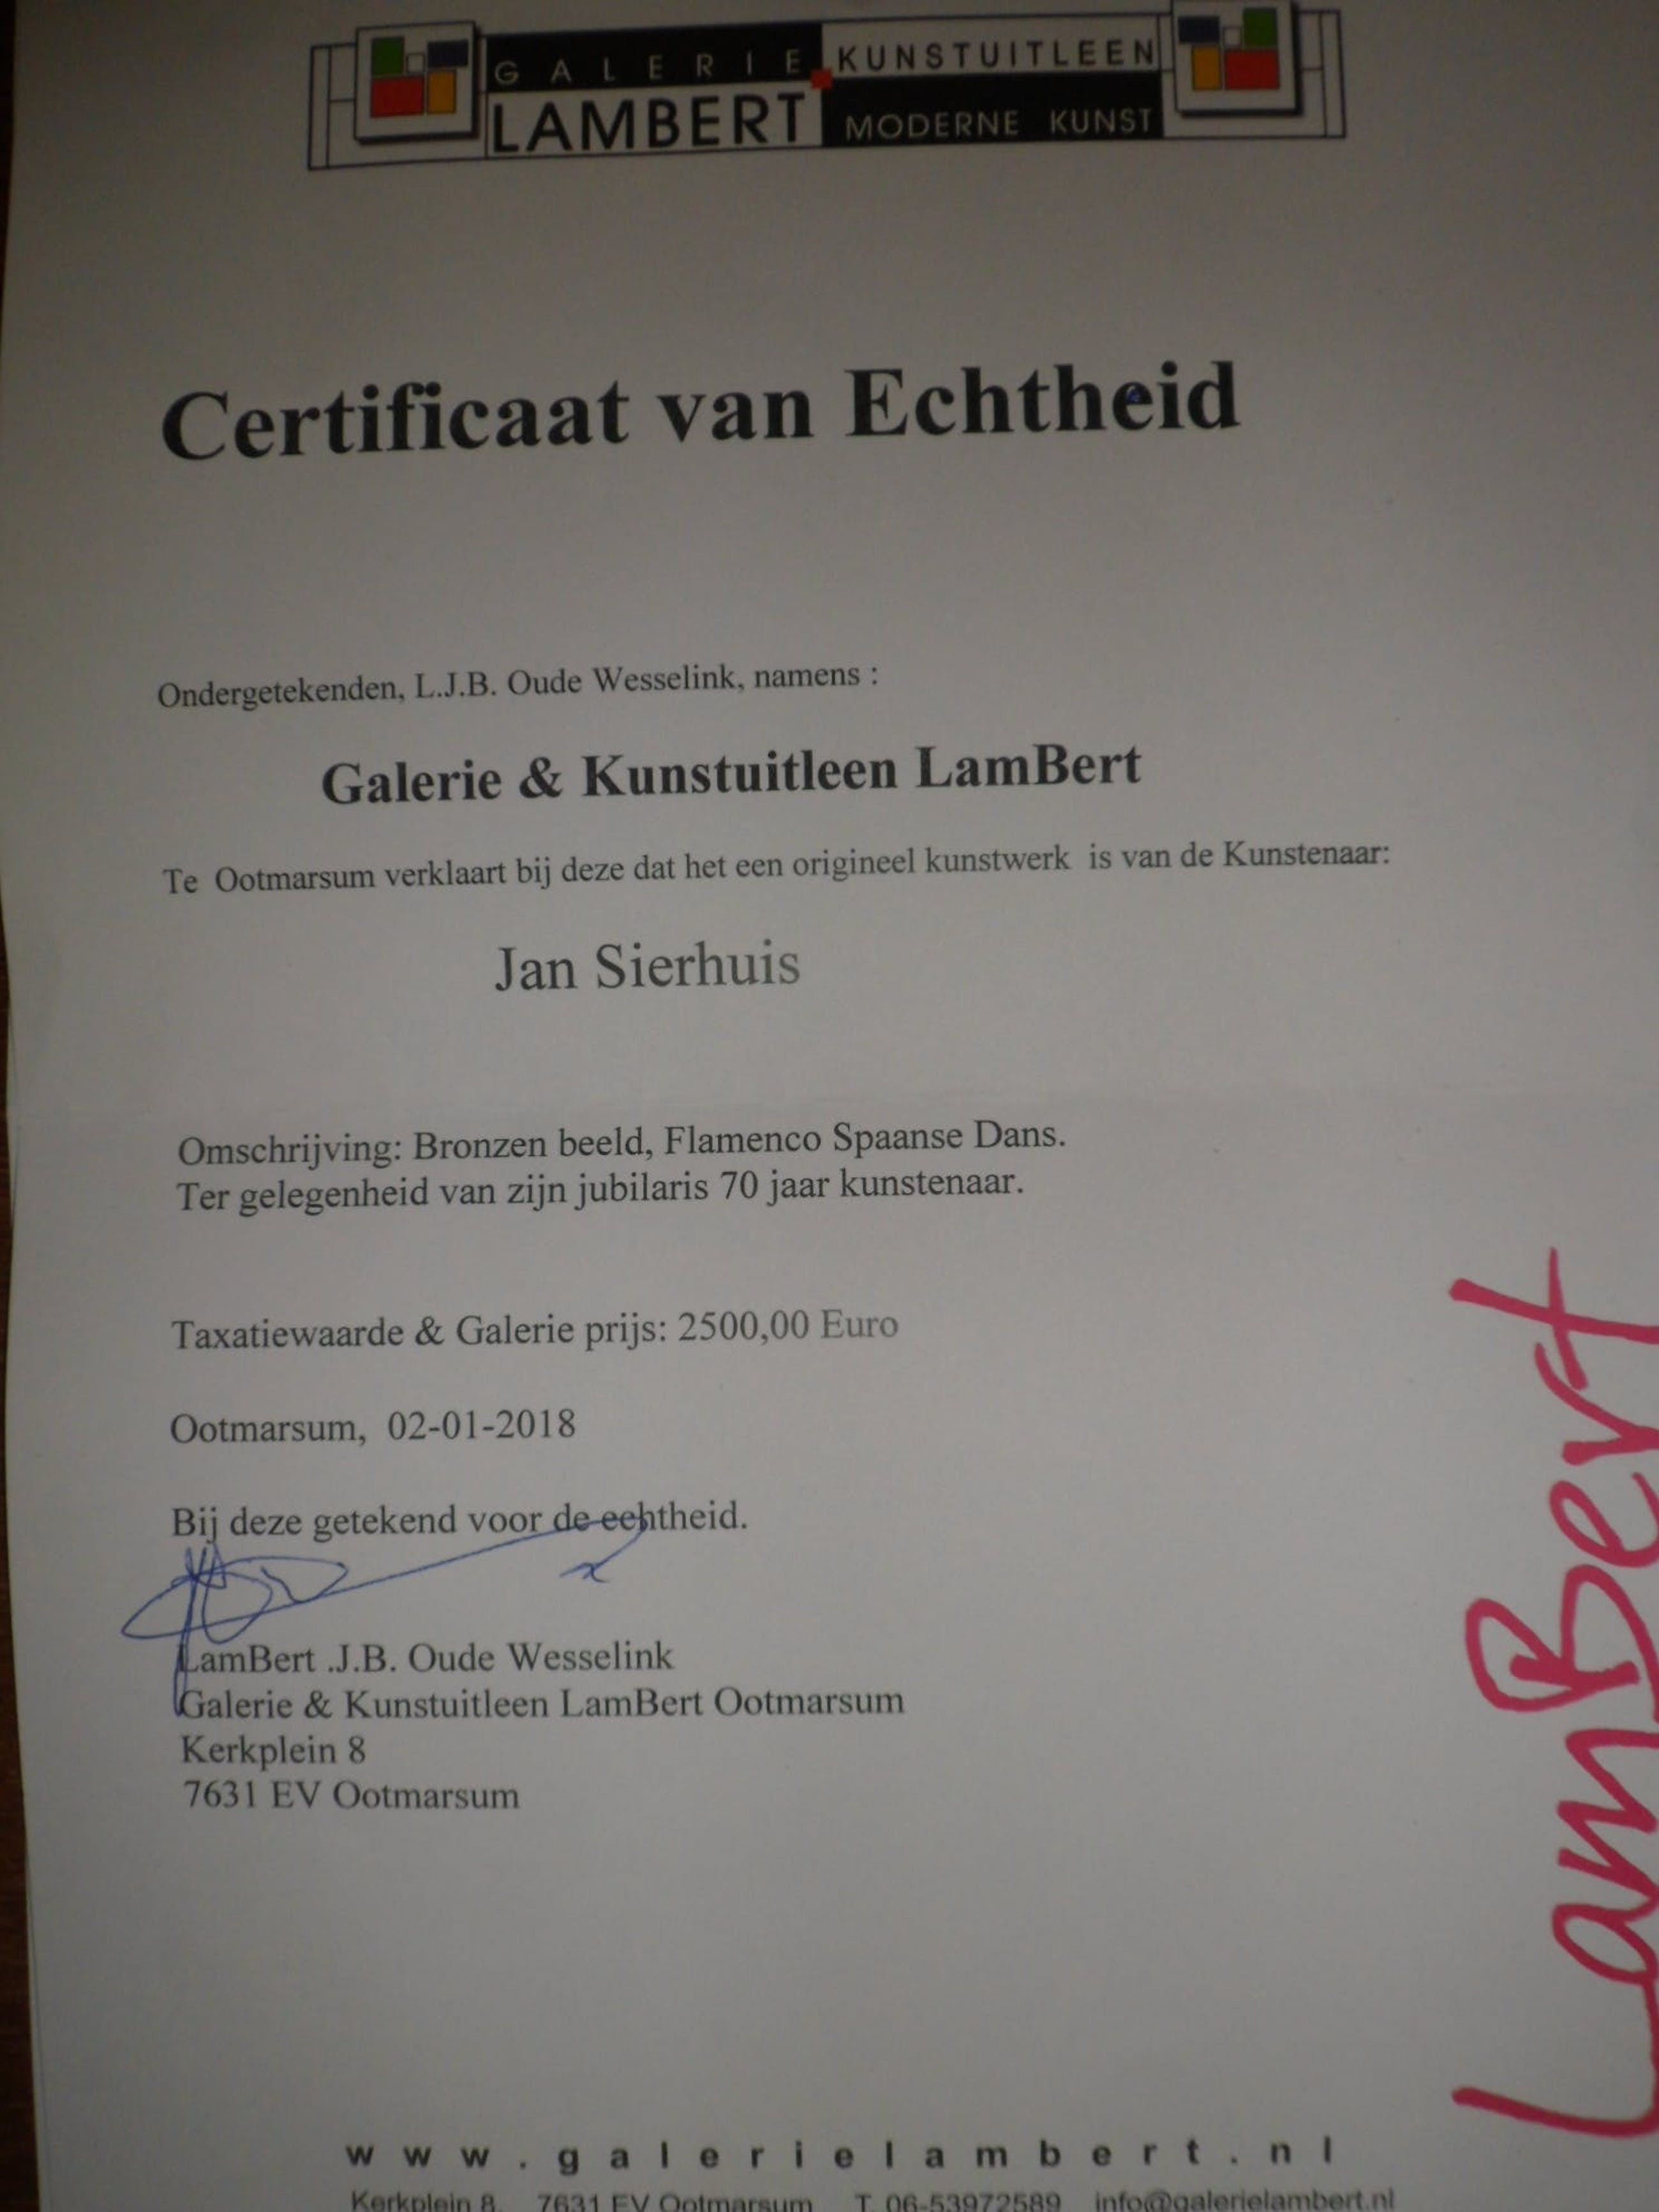 GALERIE KUNSTUITLEEN
LAMBERT MODERNE KUNST
Certificaat van Echtheid
Ondergetekenden, L.J.B. Oude Wesselink, namens :
Galerie & Kunstuitleen LamBert
Te Ootmarsum verklaart bij deze dat het een origineel kunstwerk is van de Kunstenaar:
Jan Sierhuis
Omschrijving: Bronzen beeld, Flamenco Spaanse Dans.
Ter gelegenheid van zijn jubilaris 70 jaar kunstenaar.
Taxatiewaarde & Galerie prijs: 2500,00 Euro
Ootmarsum, 02-01-2018
Bij deze getekend voor de echtheid.
LamBert .J.B. Oude Wesselink
Galerie & Kunstuitleen LamBert Ootmarsum
Kerkplein 8
7631 EV Ootmarsum
LamBert
www.galerielambert.nl
Kerkplein 8, 7631 EV Ootmarsum T. 06-53972589 info@galerielambert.nl